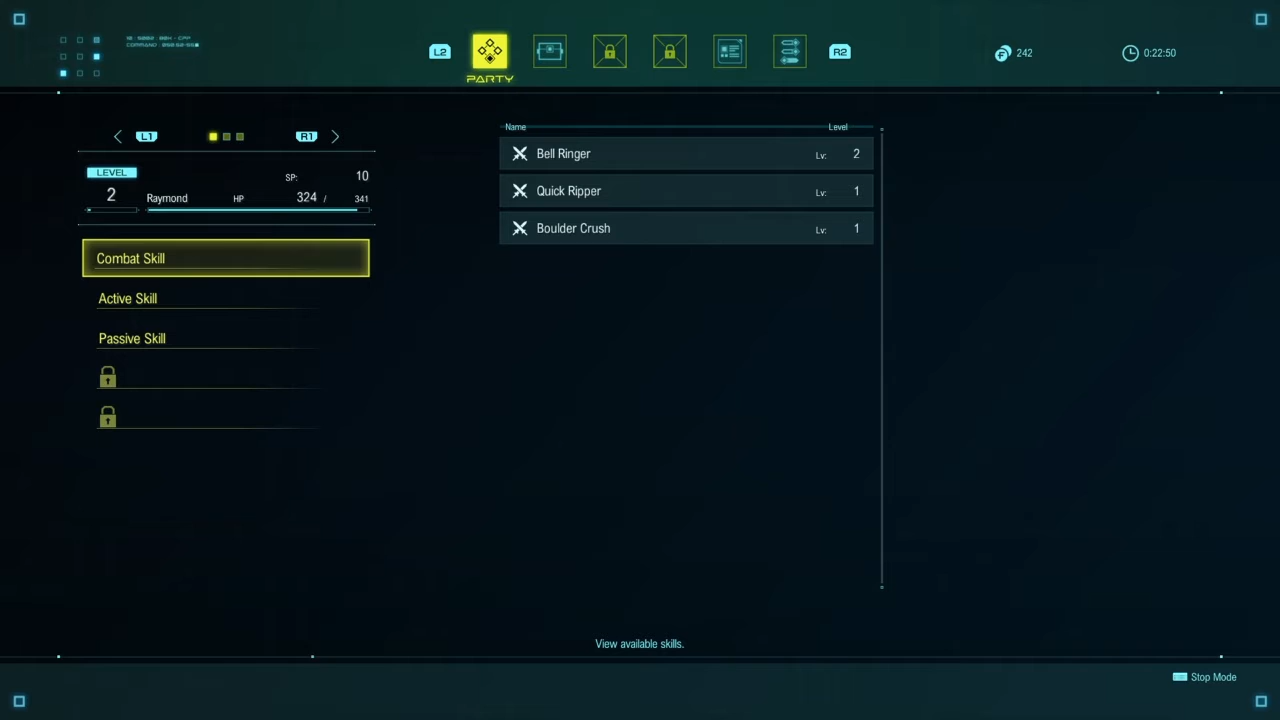 L2
R2
PARTY
242
0:22:50
L1
R1
LEVEL
2
Raymond
HP
SP:
10
324 /
341
Combat Skill
Active Skill
Passive Skill
Name
Level
Bell Ringer
Lv: 2
Quick Ripper
Lv: 1
Boulder Crush
Lv: 1
View available skills.
Stop Mode